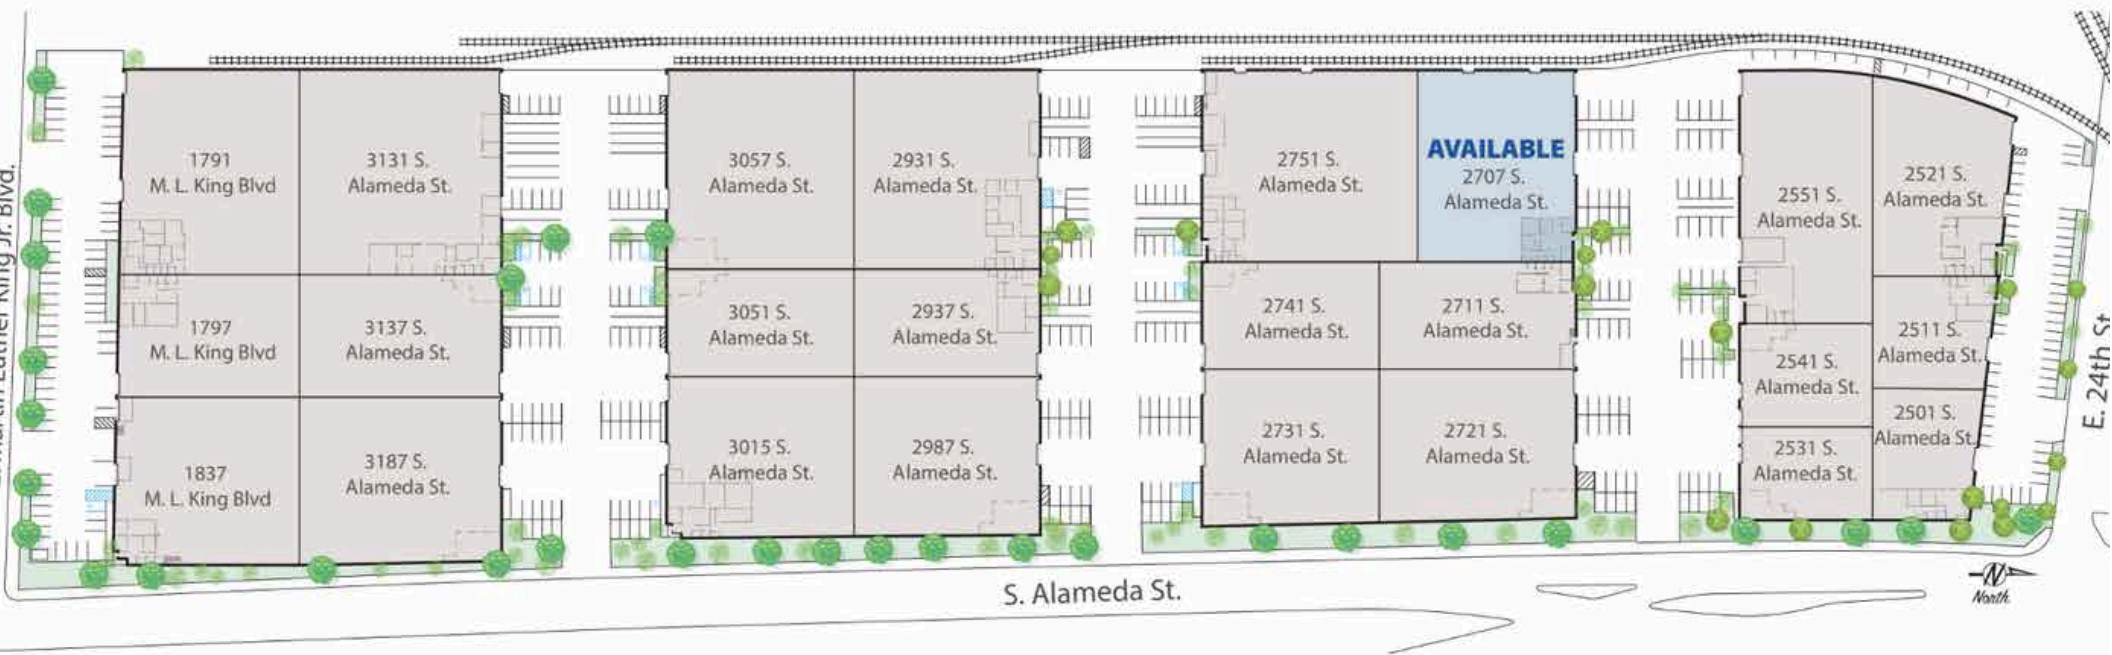 1791
M. L. King Blvd
3131 S.
Alameda St.
1797
M. L. King Blvd
3137 S.
Alameda St.
1837
M. L. King Blvd
3187 S.
Alameda St.
3057 S.
Alameda St.
2931 S.
Alameda St.
3051 S.
Alameda St.
2937 S.
Alameda St.
3015 S.
Alameda St.
2987 S.
Alameda St.
2751 S.
Alameda St.
AVAILABLE
2707 S.
Alameda St.
2741 S.
Alameda St.
2711 S.
Alameda St.
2731 S.
Alameda St.
2721 S.
Alameda St.
2551 S.
Alameda St.
2521 S.
Alameda St.
2541 S.
Alameda St.
2511 S.
Alameda St.
2531 S.
Alameda St.
2501 S.
Alameda St.
Luther King Jr. Blvd.
E. 24th St
S. Alameda St.
N
North